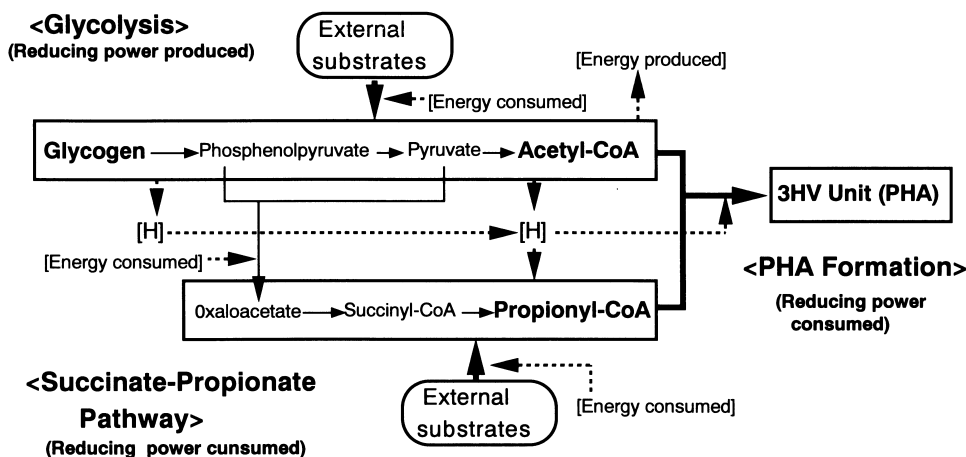 <Glycolysis>
(Reducing power produced)
External
substrates
[Energy produced]
[Energy consumed]
Glycogen Phosphenolpyruvate Pyruvate Acetyl-CoA
3HV Unit (PHA)
[H] [H]
[Energy consumed]
<PHA Formation>
(Reducing power
consumed)
0xaloacetate Succinyl-CoA Propionyl-CoA
<Succinate-Propionate
Pathway>
(Reducing power cunsumed)
External
substrates
[Energy consumed]